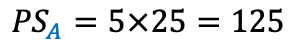 PS_A = 5×25 = 125